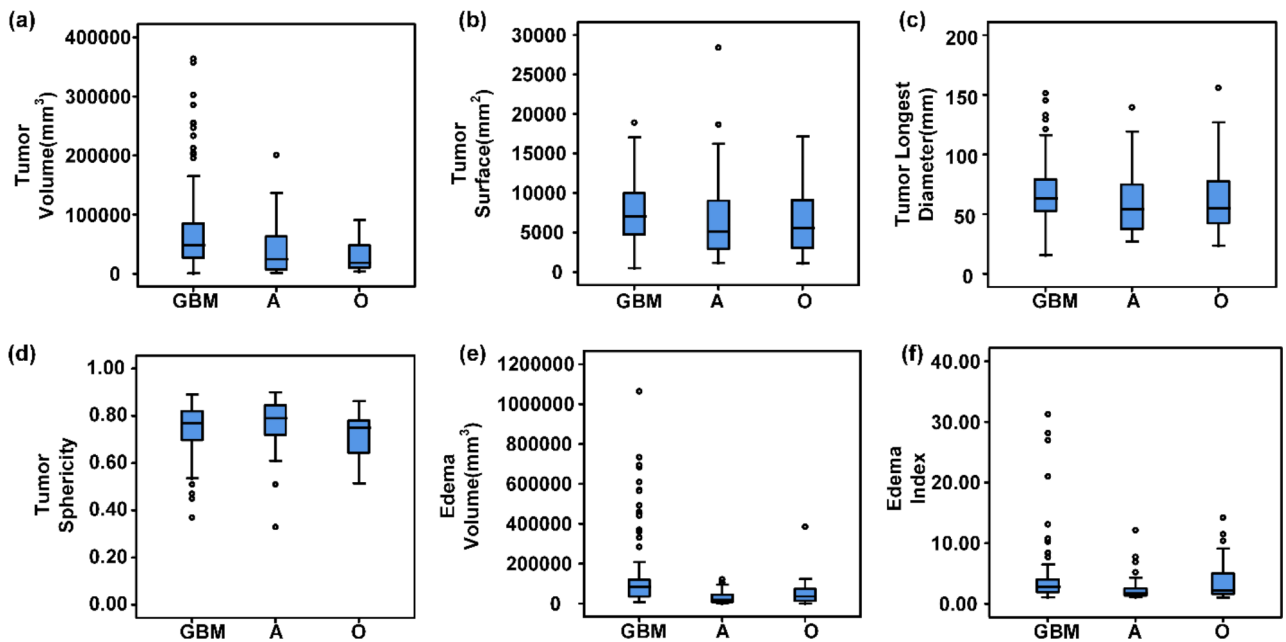 (a)
400000
300000
200000
100000
0
Tumor
Volume(mm³)
GBM A O
(b)
30000
25000
20000
15000
10000
5000
0
Tumor
Surface(mm²)
GBM A O
(c)
200
150
100
50
0
Tumor Longest
Diameter(mm)
GBM A O
(d)
1.00
0.80
0.60
0.40
0.20
0.00
Tumor
Sphericity
GBM A O
(e)
1200000
1000000
800000
600000
400000
200000
0
Edema
Volume(mm³)
GBM A O
(f)
40.00
30.00
20.00
10.00
0.00
Edema
Index
GBM A O